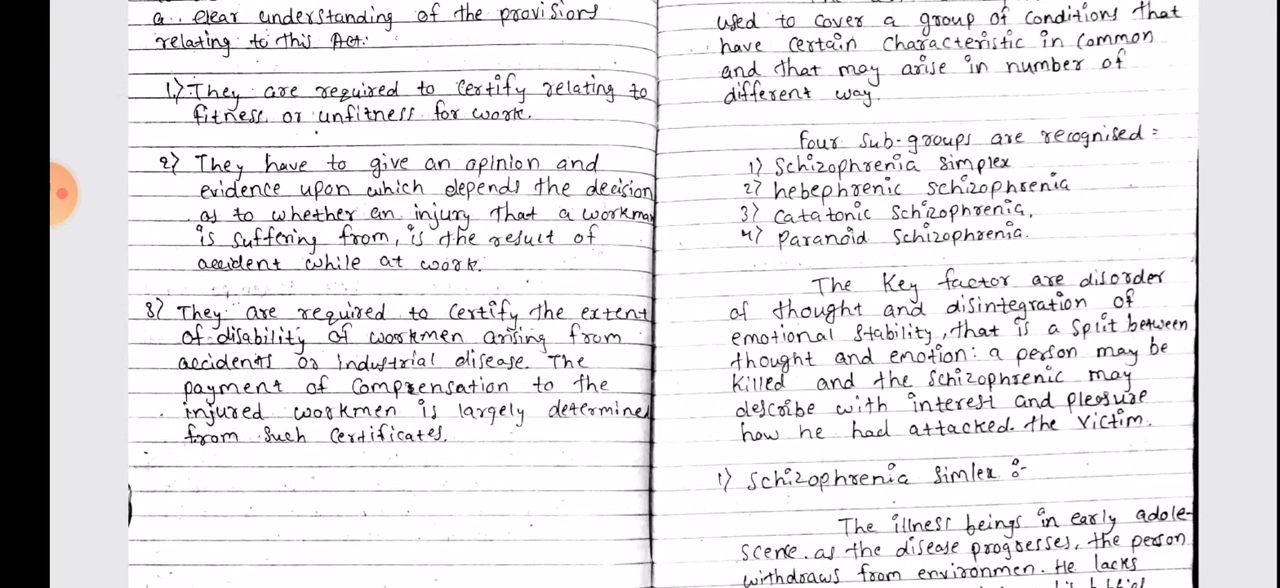 a clear understanding of the provisions
relating to this Act.
1.) They are required to certify relating to
fitness or unfitness for work.
2) They have to give an opinion and
evidence upon which depends the decision
as to whether an injury that a workman
is suffering from, is the result of
accident while at work.
3) They are required to certify the extent
of disability of workmen arising from
accidents or industrial disease. The
payment of compensation to the
injured workmen is largely determined
from such certificates.
used to cover a group of conditions that
have certain characteristic in common
and that may arise in number of
different way.
Four sub-groups are recognised =
1) Schizophrenia simplex
2) hebephrenic schizophrenia
3) Catatonic schizophrenia.
4) Paranoid schizophrenia.
The key factor are disorder
of thought and disintegration of
emotional stability, that is a split between
thought and emotion: a person may be
killed and the schizophrenic may
describe with interest and pleasure
how he had attacked the victim.
1) Schizophrenia simlex :-
The illness beings in early adole-
scence. as the disease progresses, the person
withdraws from environmen. He lacks